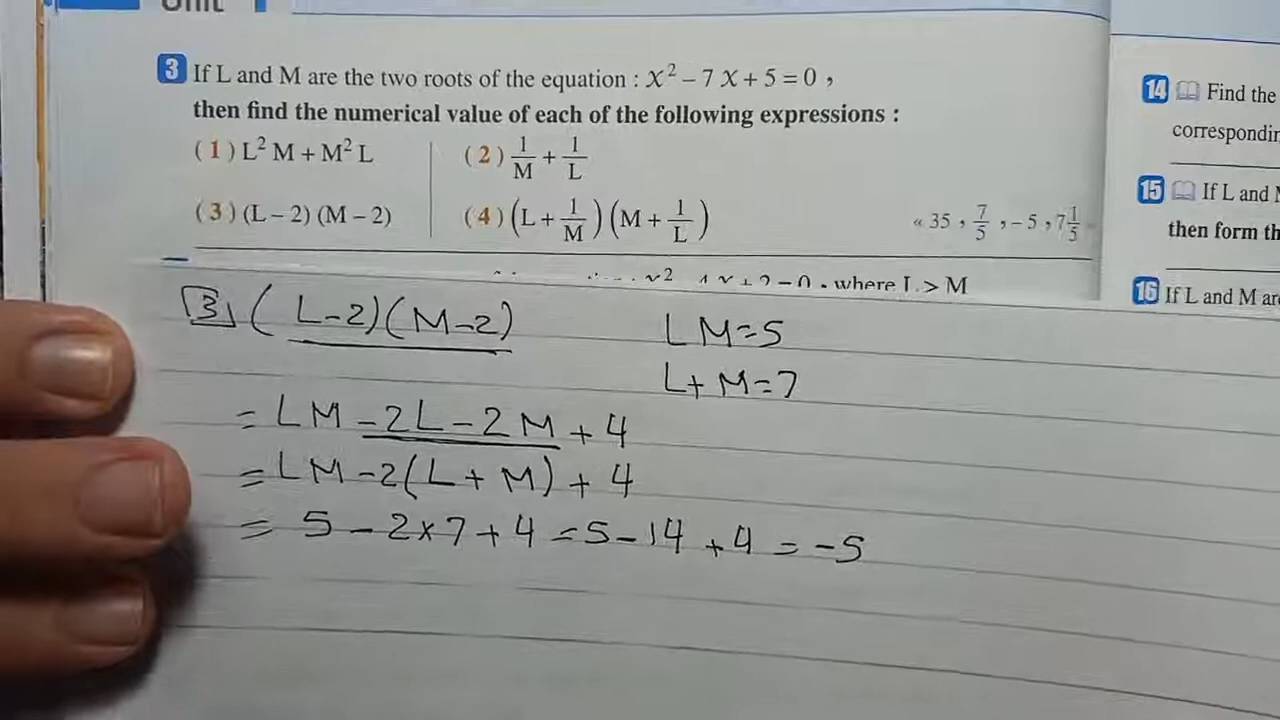 Unit 1
3 If L and M are the two roots of the equation : X² – 7 X + 5 = 0 ,
then find the numerical value of each of the following expressions :
(1) L² M + M² L
(2) 1/M + 1/L
(3) (L – 2) (M – 2)
(4) (L + 1/M) (M + 1/L)
« 35 , 7/5 , – 5 , 7 1/5
where L > M
14 Find the
correspondin
15 If L and M
then form th
16 If L and M are
3 (L-2)(M-2)
LM=5
L+M=7
= LM -2L-2M + 4
= LM -2(L+M) + 4
= 5 - 2×7 + 4 = 5 - 14 + 4 = -5